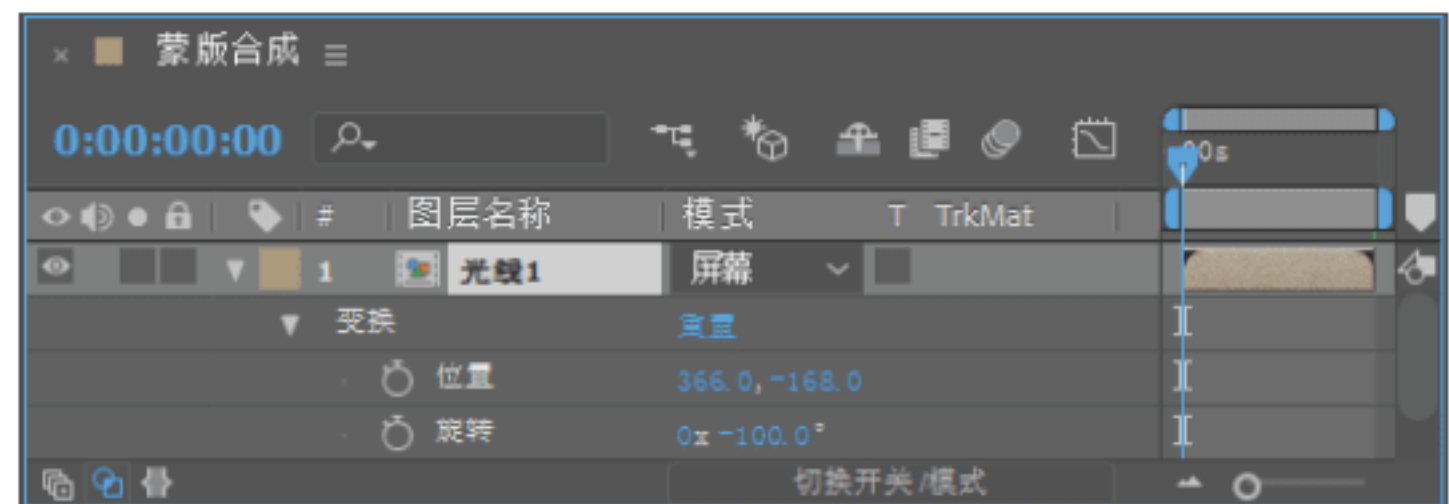 × 蒙版合成 ≡
0:00:00:00
00s
# 图层名称 模式 T TrkMat
1 光线1 屏幕
变换 重置
位置 366.0,-168.0
旋转 0x-100.0°
切换开关/模式